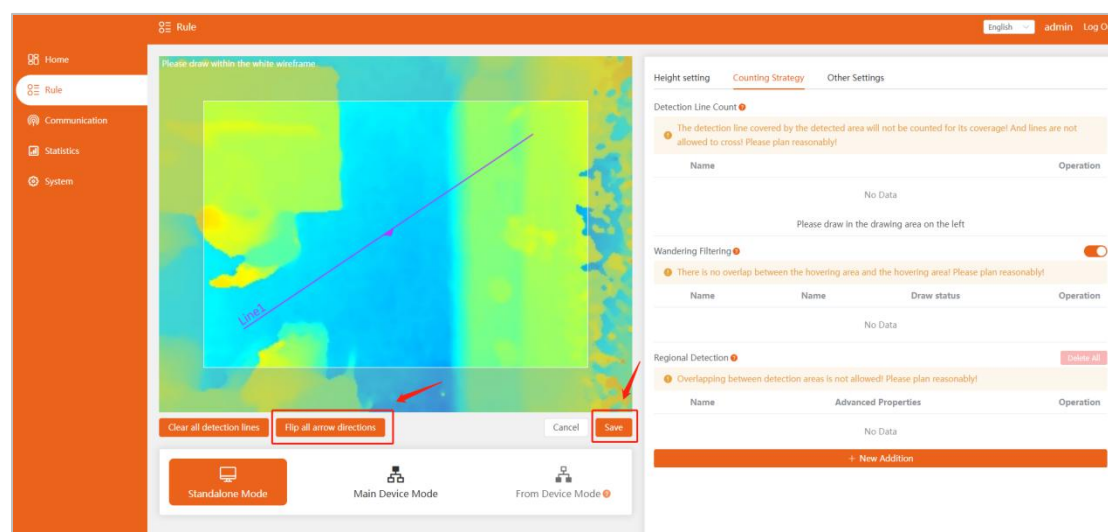 Rule
English
admin
Log O
Home
Rule
Communication
Statistics
System
Please draw within the white wireframe
Line1
Clear all detection lines
Flip all arrow directions
Cancel
Save
Standalone Mode
Main Device Mode
From Device Mode
Height setting
Counting Strategy
Other Settings
Detection Line Count
The detection line covered by the detected area will not be counted for its coverage! And lines are not
allowed to cross! Please plan reasonably!
Name
Operation
No Data
Please draw in the drawing area on the left
Wandering Filtering
There is no overlap between the hovering area and the hovering area! Please plan reasonably!
Name
Name
Draw status
Operation
No Data
Regional Detection
Delete All
Overlapping between detection areas is not allowed! Please plan reasonably!
Name
Advanced Properties
Operation
No Data
+ New Addition